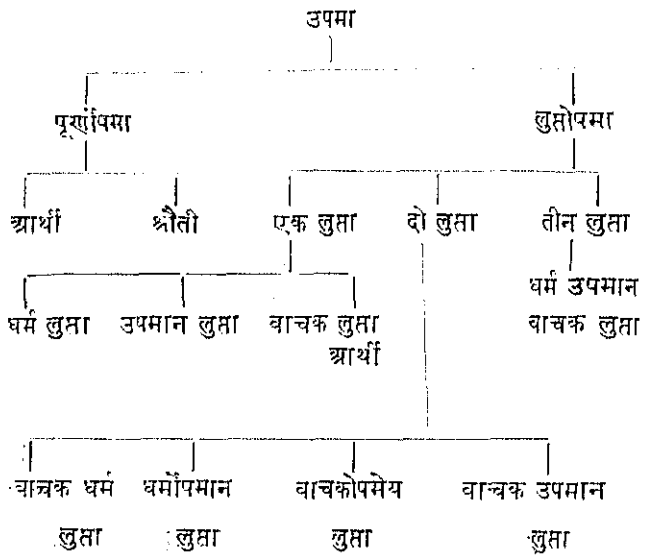 उपमा
पूर्णोपमा लुप्तोपमा
आर्थी श्रौती एक लुप्ता दो लुप्ता तीन लुप्ता
धर्म उपमान
धर्म लुप्ता उपमान लुप्ता वाचक लुप्ता वाचक लुप्ता
आर्थी
वाचक धर्म धर्मोपमान वाचकोपमेय वाचक उपमान
लुप्ता लुप्ता लुप्ता लुप्ता